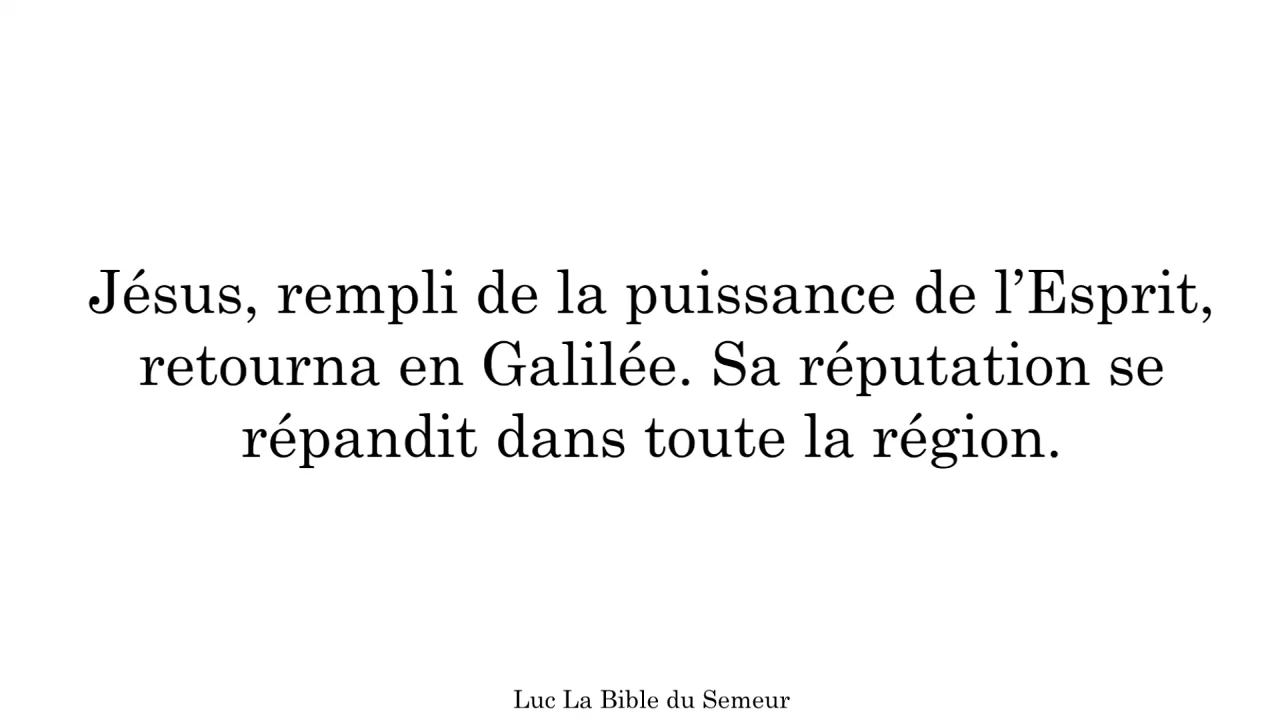 Jésus, rempli de la puissance de l’Esprit,
retourna en Galilée. Sa réputation se
répandit dans toute la région.
Luc La Bible du Semeur